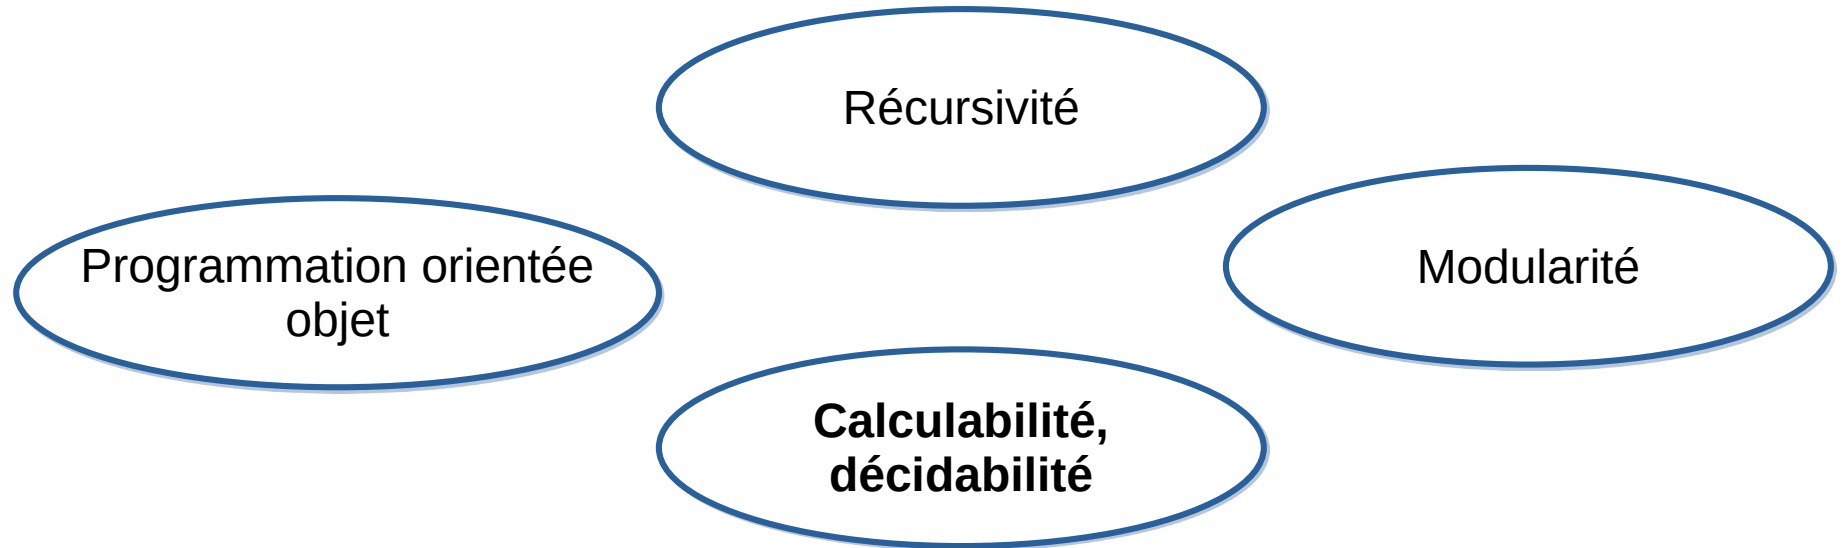 Récursivité
Programmation orientée
objet
Modularité
Calculabilité,
décidabilité